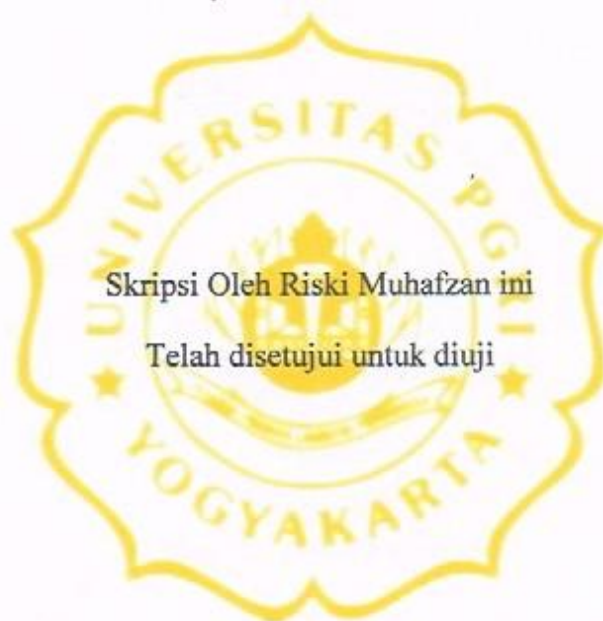 UNIVERSITAS PGRI
Skripsi Oleh Riski Muhafzan ini
Telah disetujui untuk diuji
YOGYAKARTA